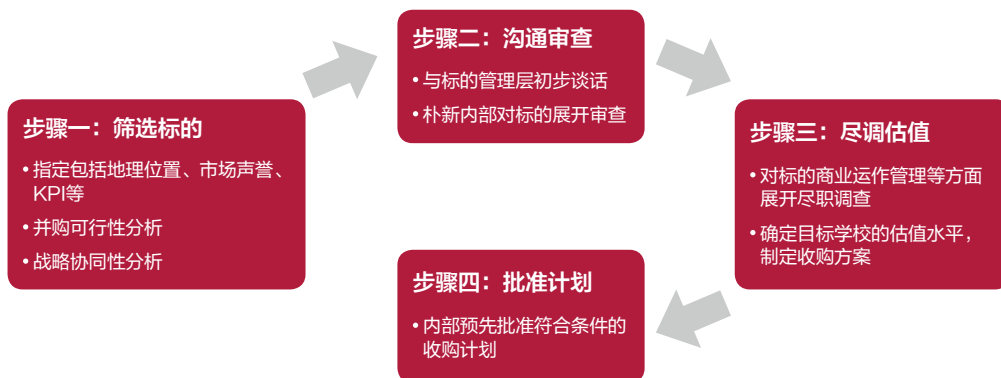 步骤一：筛选标的
• 指定包括地理位置、市场声誉、
KPI等
• 并购可行性分析
• 战略协同性分析
步骤二：沟通审查
• 与标的管理层初步谈话
• 朴新内部对标的展开审查
步骤三：尽调估值
• 对标的商业运作管理等方面
展开尽职调查
• 确定目标学校的估值水平，
制定收购方案
步骤四：批准计划
• 内部预先批准符合条件的
收购计划